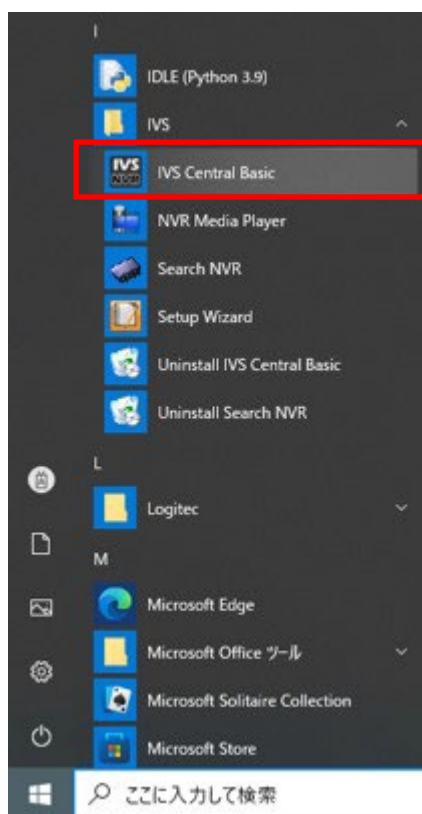 I
IDLE (Python 3.9)
IVS
IVS
NVR
IVS Central Basic
NVR Media Player
Search NVR
Setup Wizard
Uninstall IVS Central Basic
Uninstall Search NVR
L
Logitec
M
Microsoft Edge
Microsoft Office ツール
Microsoft Solitaire Collection
Microsoft Store
ここに入力して検索